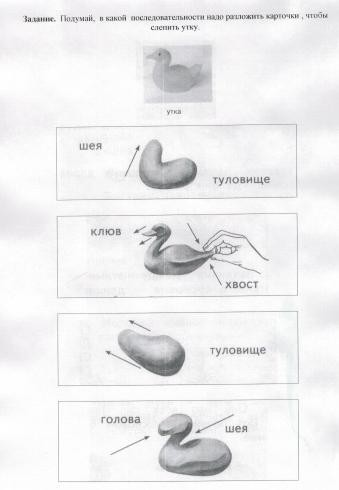 Задание. Подумай, в какой последовательности надо разложить карточки , чтобы
слепить утку.
утка
шея
туловище
клюв
хвост
туловище
голова
шея